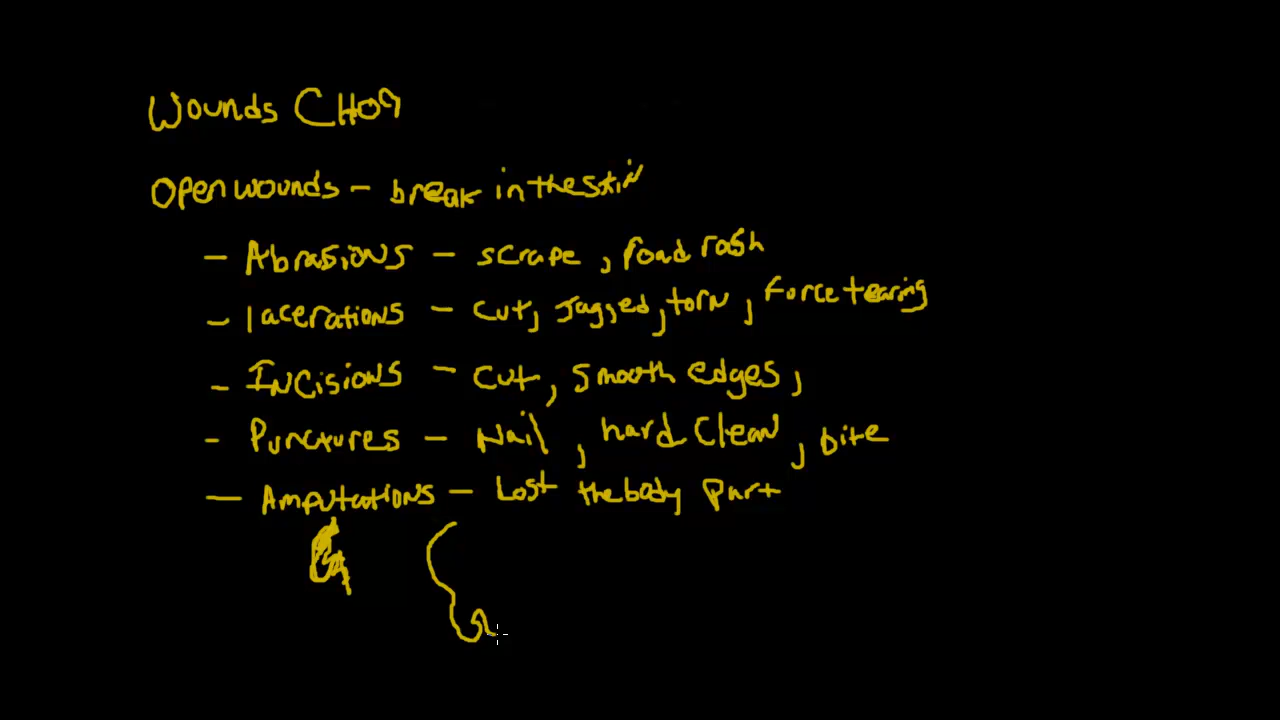 Wounds CH09
Open wounds - break in the skin
- Abrasions - scrape, road rash
- lacerations - cut, Jagged, torn, force tearing
- Incisions - cut, smooth edges,
- Punctures - Nail, hard clean, bite
- Amputations - Lost the body part